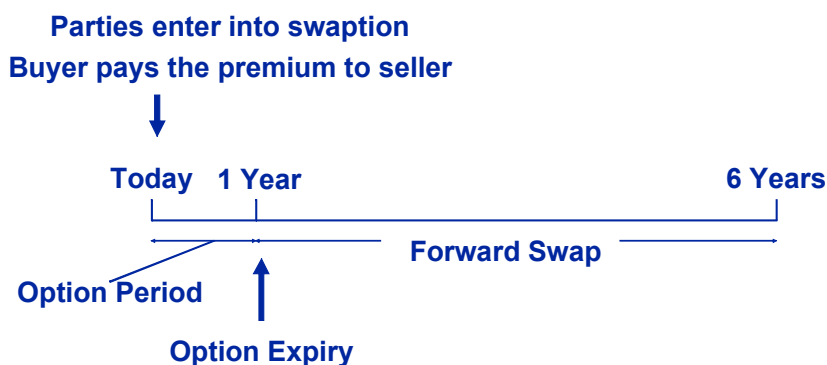 Parties enter into swaption
Buyer pays the premium to seller
Today 1 Year 6 Years
Forward Swap
Option Period
Option Expiry